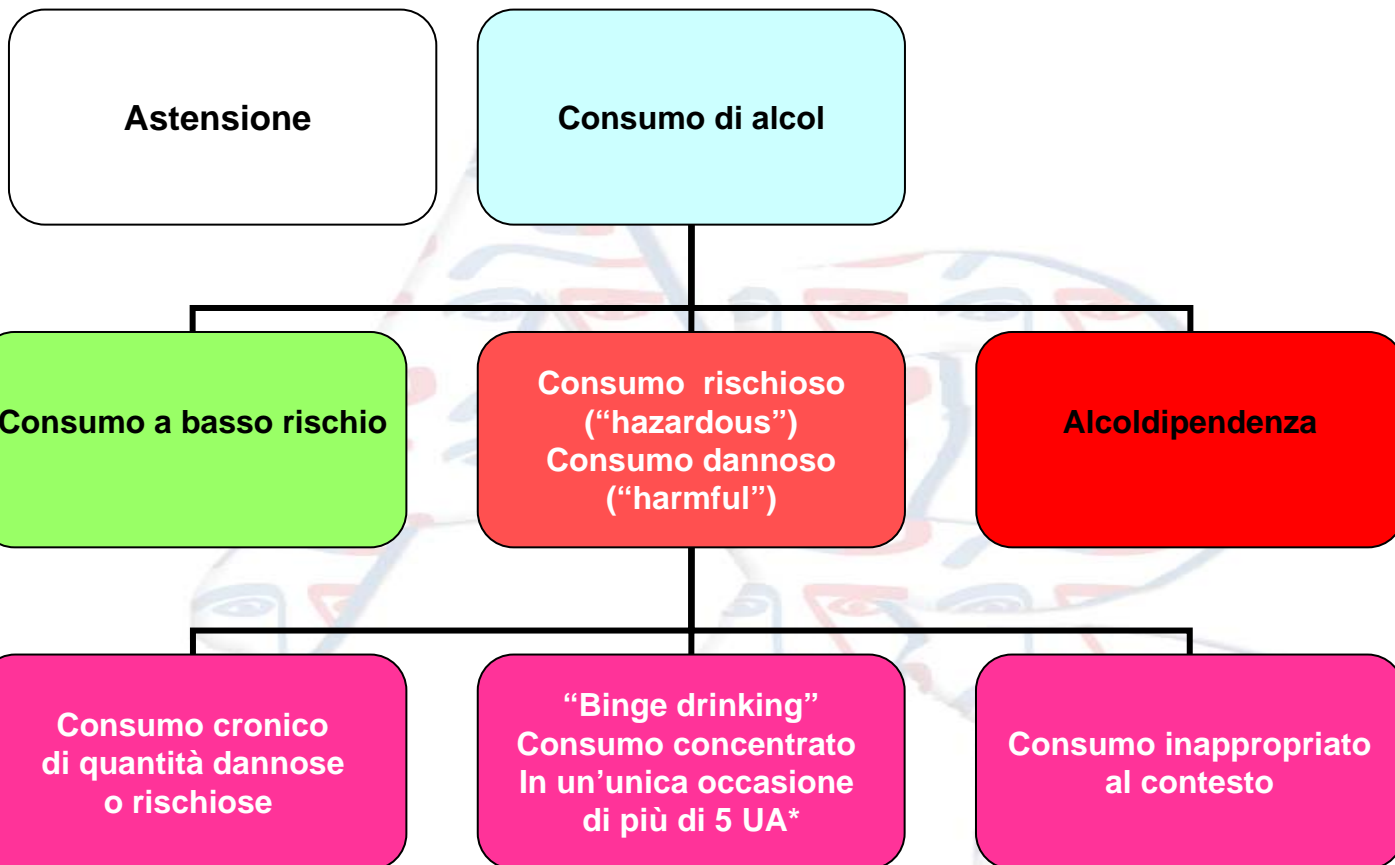 Astensione
Consumo di alcol
Consumo a basso rischio
Consumo rischioso
(“hazardous”)
Consumo dannoso
(“harmful”)
Alcoldipendenza
Consumo cronico
di quantità dannose
o rischiose
“Binge drinking”
Consumo concentrato
In un’unica occasione
di più di 5 UA*
Consumo inappropriato
al contesto